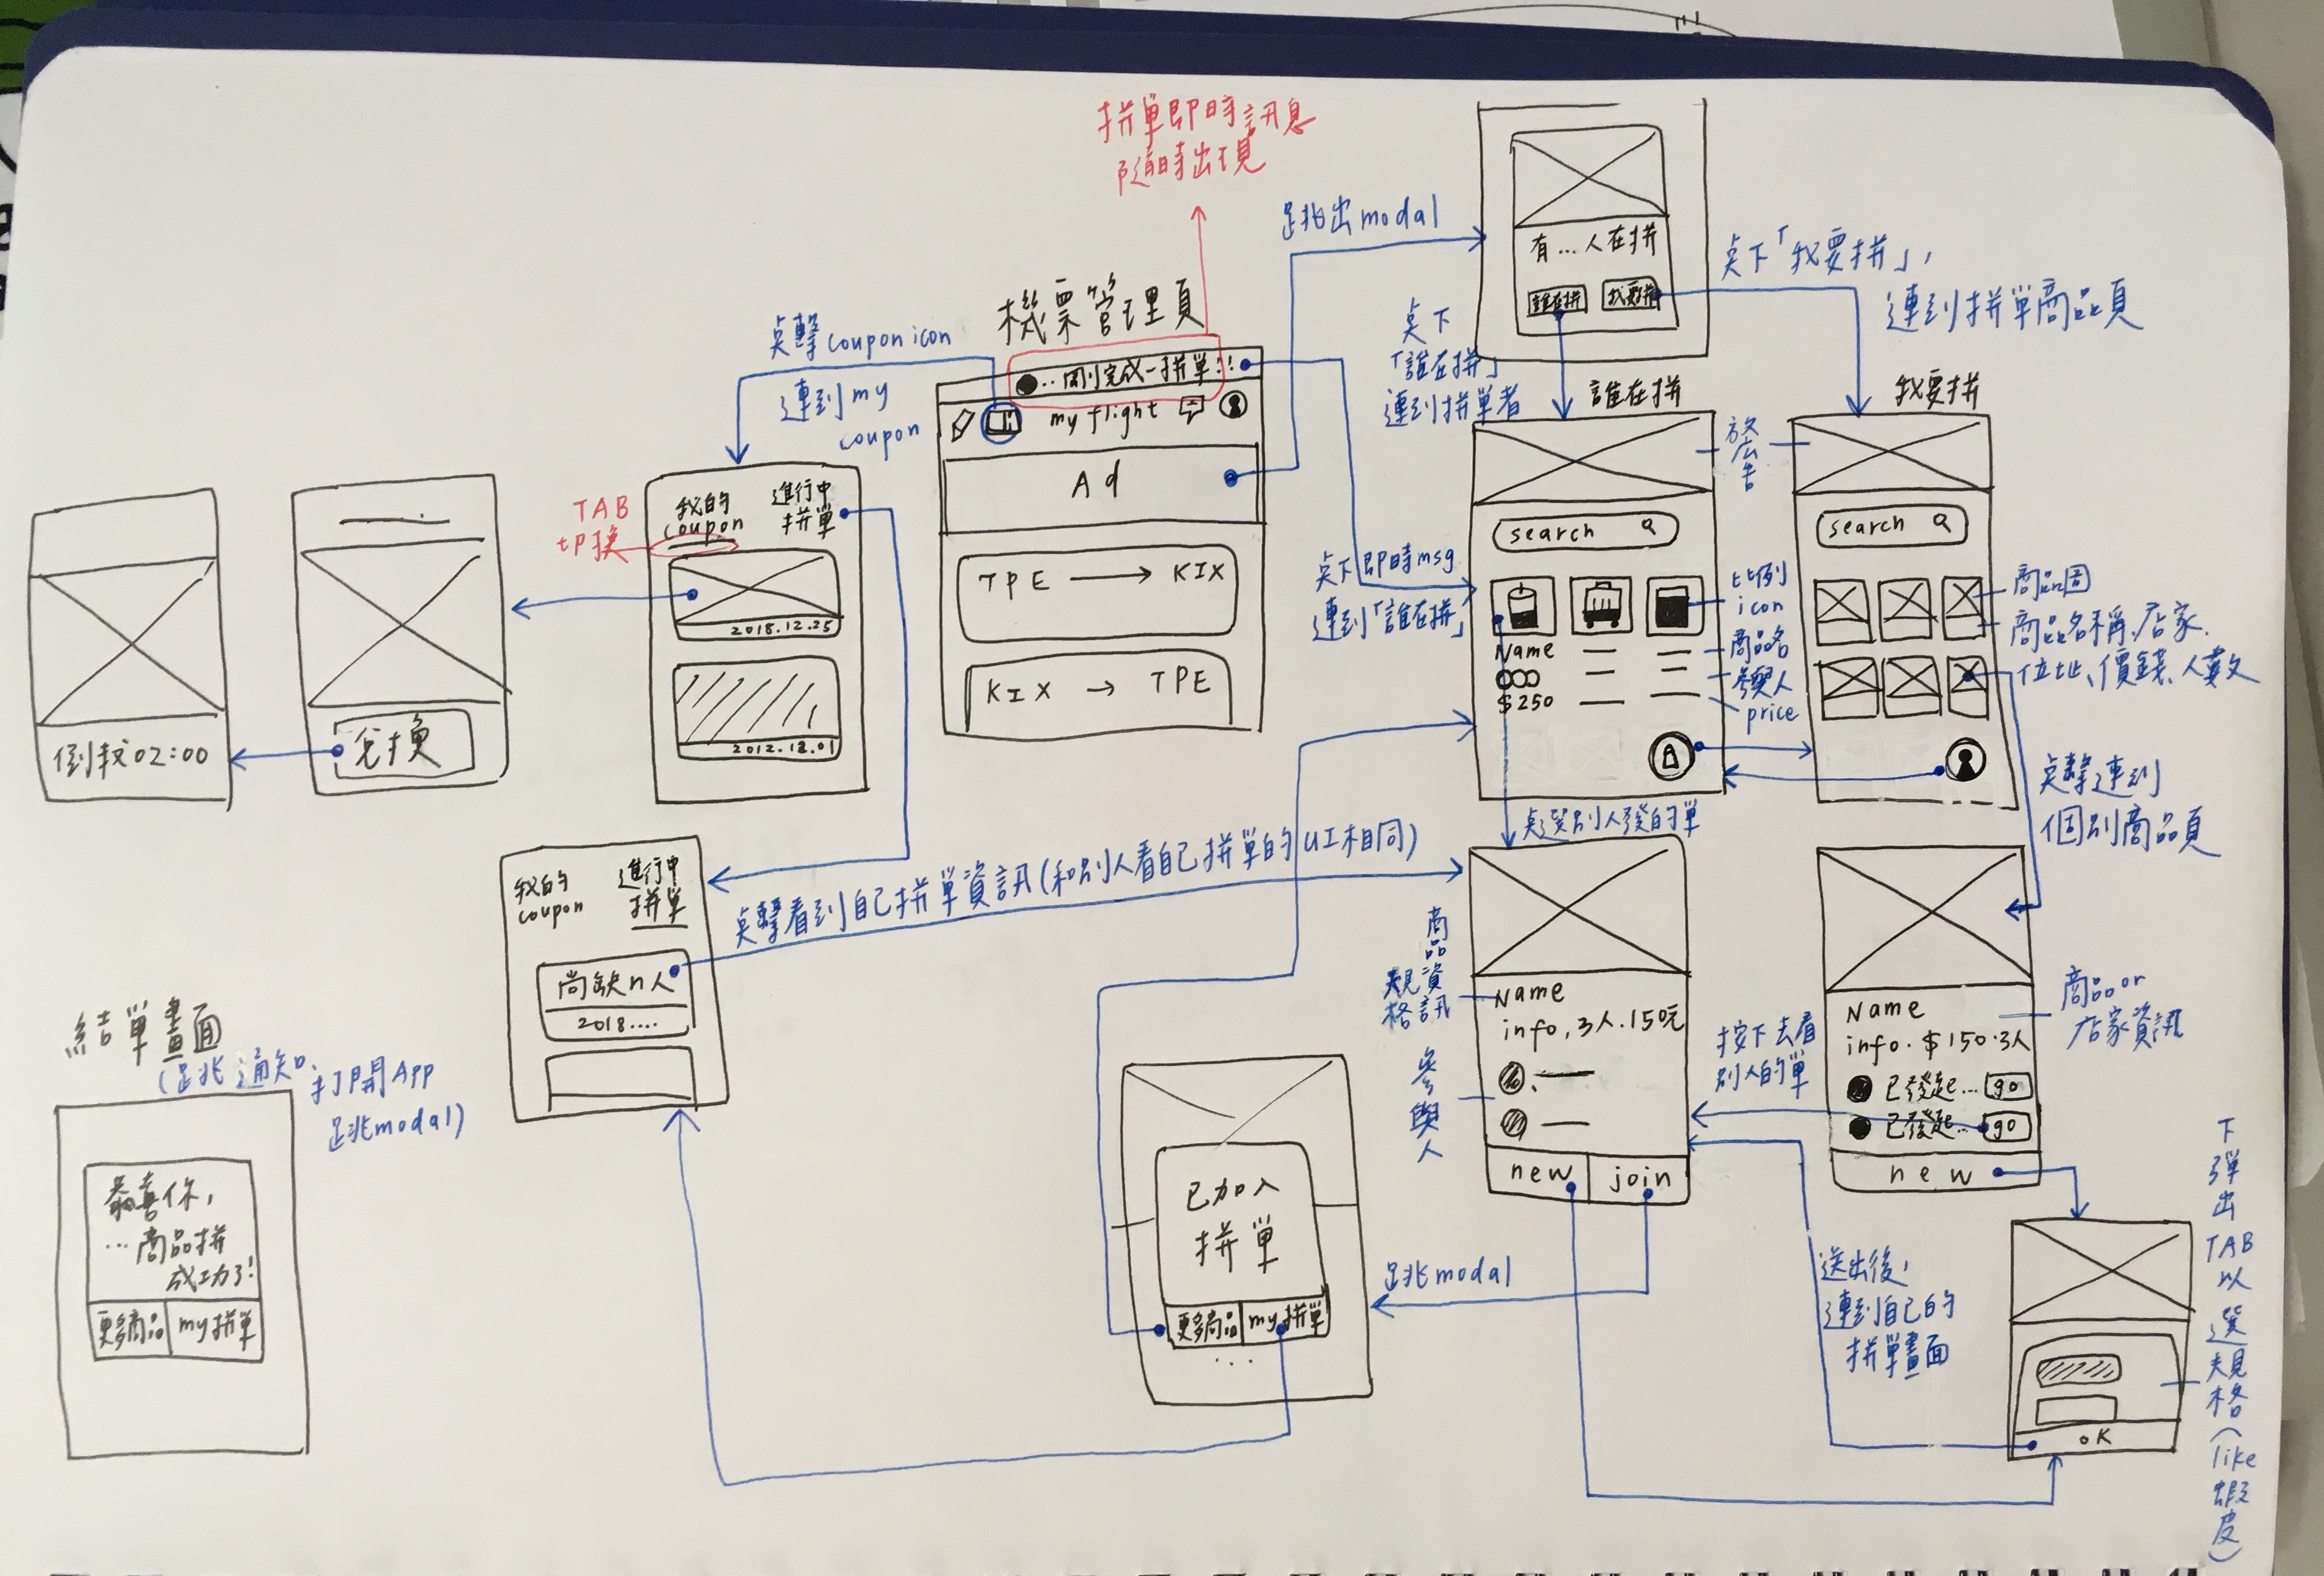 拼單即時訊息
隨時出現
跳出modal
有...人在拼
誰在拼
我要拼
點下「我要拼」,
連到拼單商品頁
機票管理頁
點擊coupon icon
連到my
coupon
...剛完成一拼單!!
my flight
Ad
TPE → KIX
KIX → TPE
點下
「誰在拼」
連到拼單者
誰在拼
我要拼
放廣告
search
search
點下即時msg
連到「誰在拼」
比例
icon
商品名
參與人
price
Name
$250
商品圖
商品名稱、店家、
位址、價錢、人數
點擊連到
個別商品頁
TAB
切換
我的
coupon
進行中
拼單
2018.12.25
2012.12.01
兌換
倒數02:00
我的
coupon
進行中
拼單
尚缺n人
2018....
點擊看到自己拼單資訊(和別人看自己拼單的UI相同)
點選別人發的單
商品資訊
規格
Name
info,3人.150元
參與人
new
join
按下去看
別人的單
Name
info.$150.3人
已發起... go
已發起... go
new
商品or
店家資訊
結單畫面
(跳通知.打開App
跳modal)
恭喜你,
...商品拼
成功了!
更多商品
my拼單
已加入
拼單
更多商品
my拼單
...
跳modal
送出後,
連到自己的
拼單畫面
OK
下彈出TAB以選規格(like蝦皮)